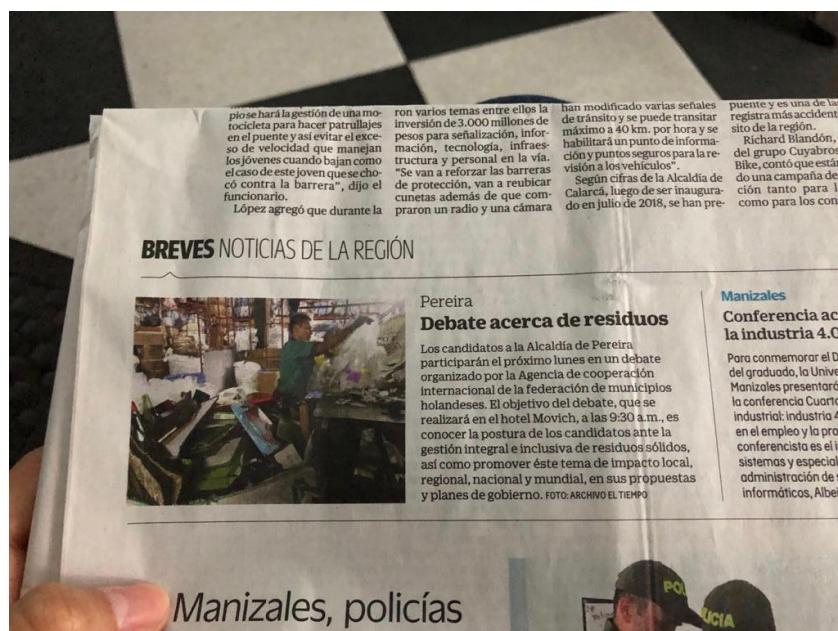 pio se hará la gestión de una mo-
tocicleta para hacer patrullajes
en el puente y así evitar el exce-
so de velocidad que manejan
los jóvenes cuando bajan como
el caso de este joven que se cho-
có contra la barrera”, dijo el
funcionario.
López agregó que durante la
ron varios temas entre ellos la
inversión de 3.000 millones de
pesos para señalización, infor-
mación, tecnología, infraes-
tructura y personal en la vía.
“Se van a reforzar las barreras
de protección, van a reubicar
cunetas además de que com-
praron un radio y una cámara
han modificado varias señales
de tránsito y se puede transitar
máximo a 40 km. por hora y se
habilitará un punto de informa-
ción y puntos seguros para la re-
visión a los vehículos”.
Según cifras de la Alcaldía de
Calarcá, luego de ser inaugura-
do en julio de 2018, se han pre-
puente y es una de la
registra más accident
sito de la región.
Richard Blandón,
del grupo Cuyabros
Bike, contó que están
do una campaña de
ción tanto para l
como para los con
BREVES NOTICIAS DE LA REGIÓN
Pereira
Debate acerca de residuos
Los candidatos a la Alcaldía de Pereira
participarán el próximo lunes en un debate
organizado por la Agencia de cooperación
internacional de la federación de municipios
holandeses. El objetivo del debate, que se
realizará en el hotel Movich, a las 9:30 a.m., es
conocer la postura de los candidatos ante la
gestión integral e inclusiva de residuos sólidos,
así como promover éste tema de impacto local,
regional, nacional y mundial, en sus propuestas
y planes de gobierno. FOTO: ARCHIVO EL TIEMPO
Manizales
Conferencia ac
la industria 4.0
Para conmemorar el D
del graduado, la Unive
Manizales presentará
la conferencia Cuarta
industrial: industria 4
en el empleo y la pro
conferencista es el i
sistemas y especial
administración de s
informáticos, Albei
Manizales, policías
POL
ICIA